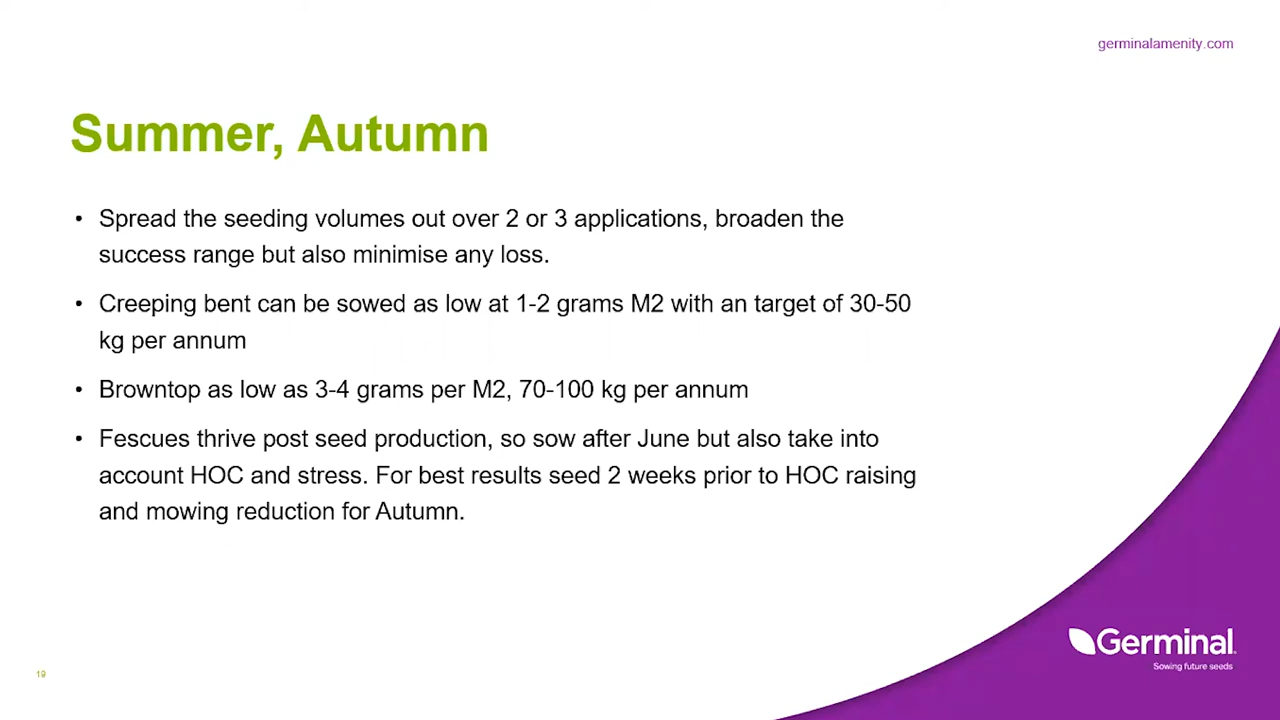 germinalamenity.com
Summer, Autumn
• Spread the seeding volumes out over 2 or 3 applications, broaden the
success range but also minimise any loss.
• Creeping bent can be sowed as low at 1-2 grams M2 with an target of 30-50
kg per annum
• Browntop as low as 3-4 grams per M2, 70-100 kg per annum
• Fescues thrive post seed production, so sow after June but also take into
account HOC and stress. For best results seed 2 weeks prior to HOC raising
and mowing reduction for Autumn.
Germinal
Sowing future seeds
19